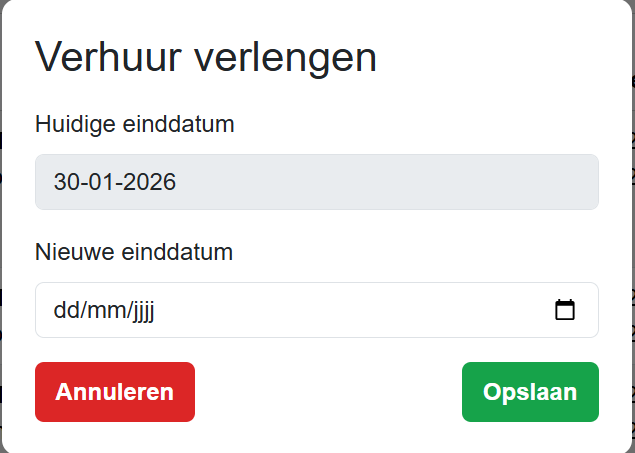 Verhuur verlengen
Huidige einddatum
30-01-2026
Nieuwe einddatum
dd/mm/jjjj
Annuleren Opslaan